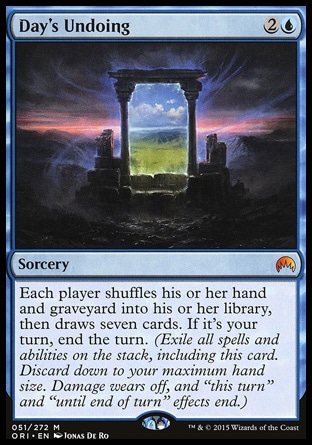 Day's Undoing 2
Sorcery
Each player shuffles his or her hand
and graveyard into his or her library,
then draws seven cards. If it's your
turn, end the turn. (Exile all spells and
abilities on the stack, including this card.
Discard down to your maximum hand
size. Damage wears off, and "this turn"
and "until end of turn" effects end.)
051/272 M
ORI • EN Jonas De Ro
™ & © 2015 Wizards of the Coast